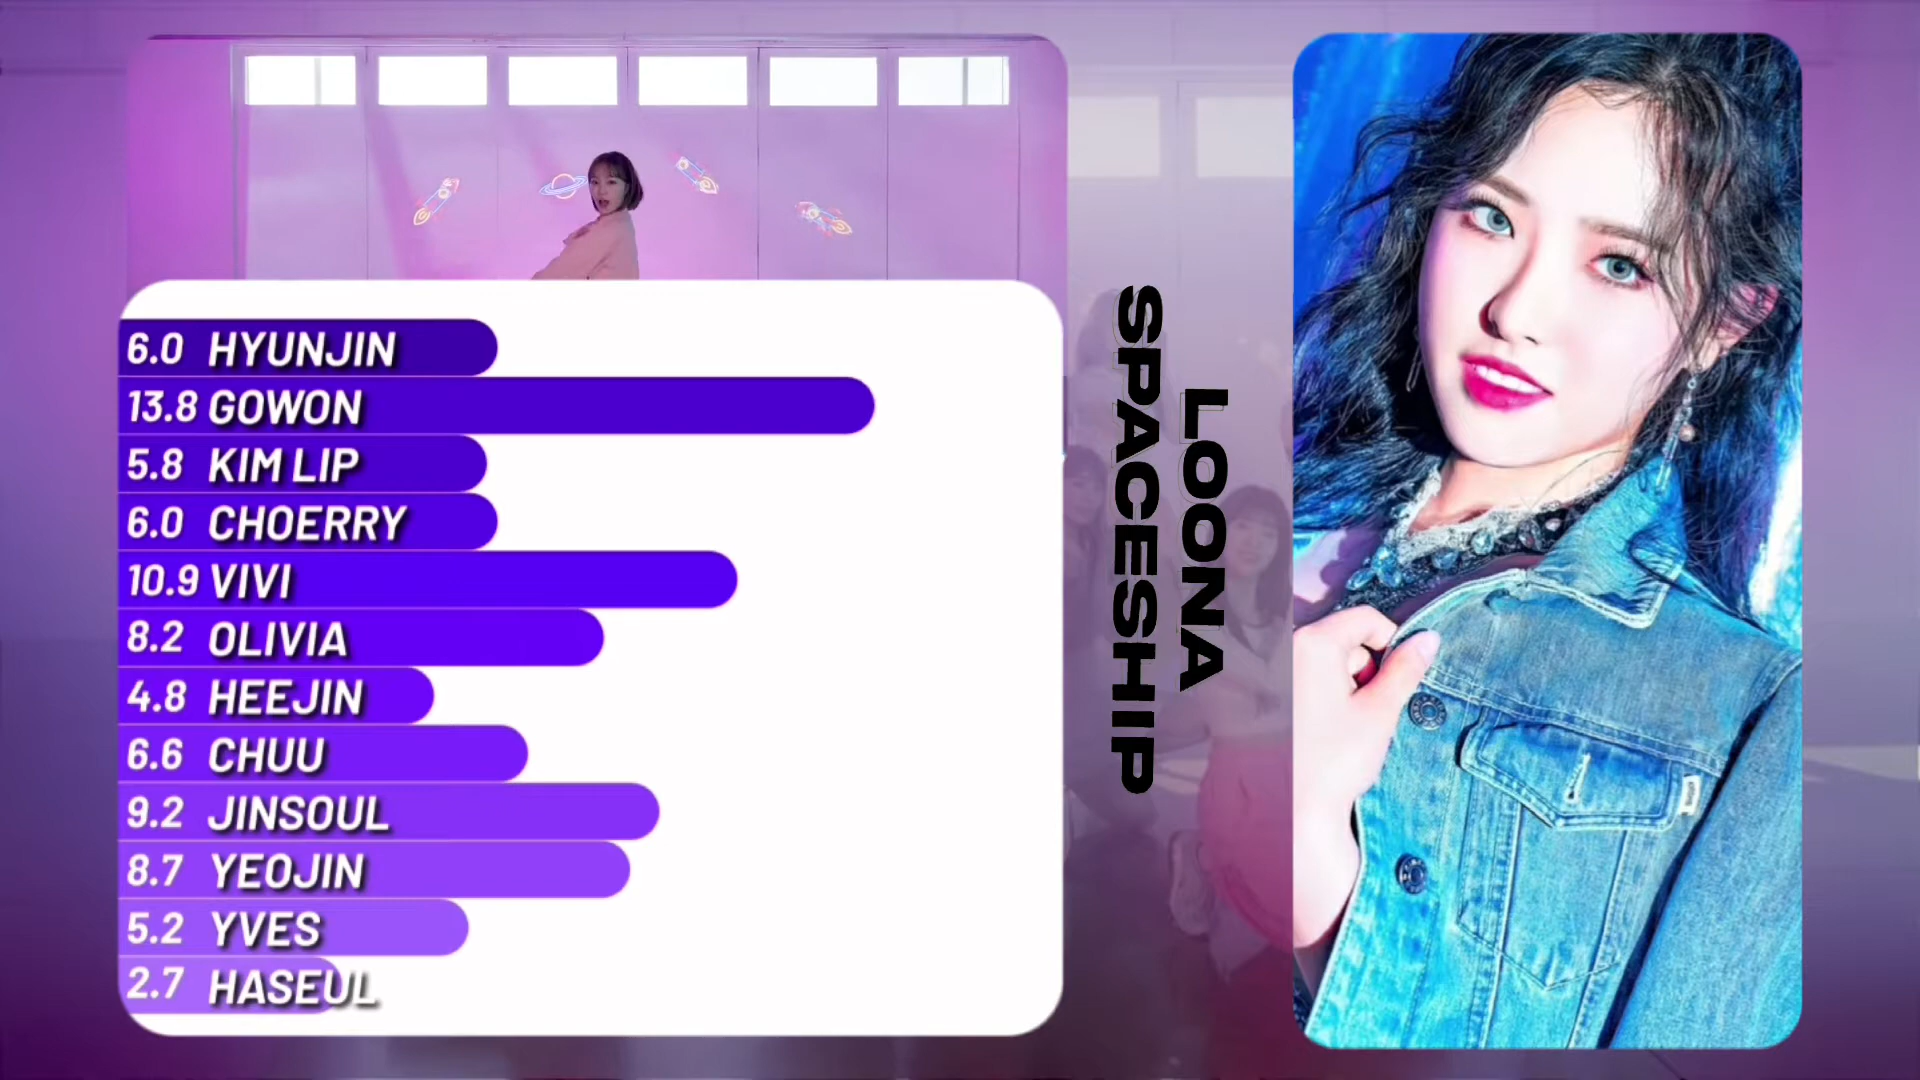 6.0 HYUNJIN
13.8 GOWON
5.8 KIM LIP
6.0 CHOERRY
10.9 VIVI
8.2 OLIVIA
4.8 HEEJIN
6.6 CHUU
9.2 JINSOUL
8.7 YEOJIN
5.2 YVES
2.7 HASEUL
LOONA
SPACESHIP